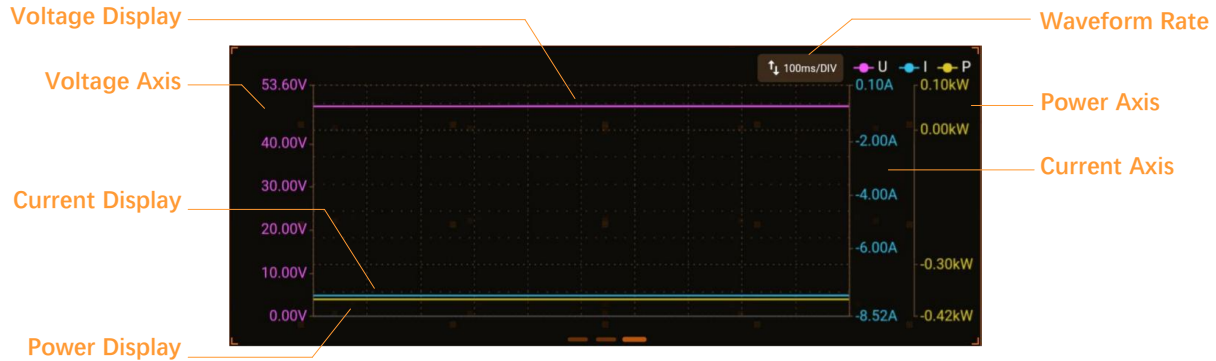 Voltage Display
Waveform Rate
100ms/DIV
U
I
P
Voltage Axis
53.60V
0.10A
0.10kW
Power Axis
0.00kW
40.00V
-2.00A
Current Axis
30.00V
-4.00A
Current Display
20.00V
-6.00A
10.00V
-0.30kW
0.00V
-8.52A
-0.42kW
Power Display